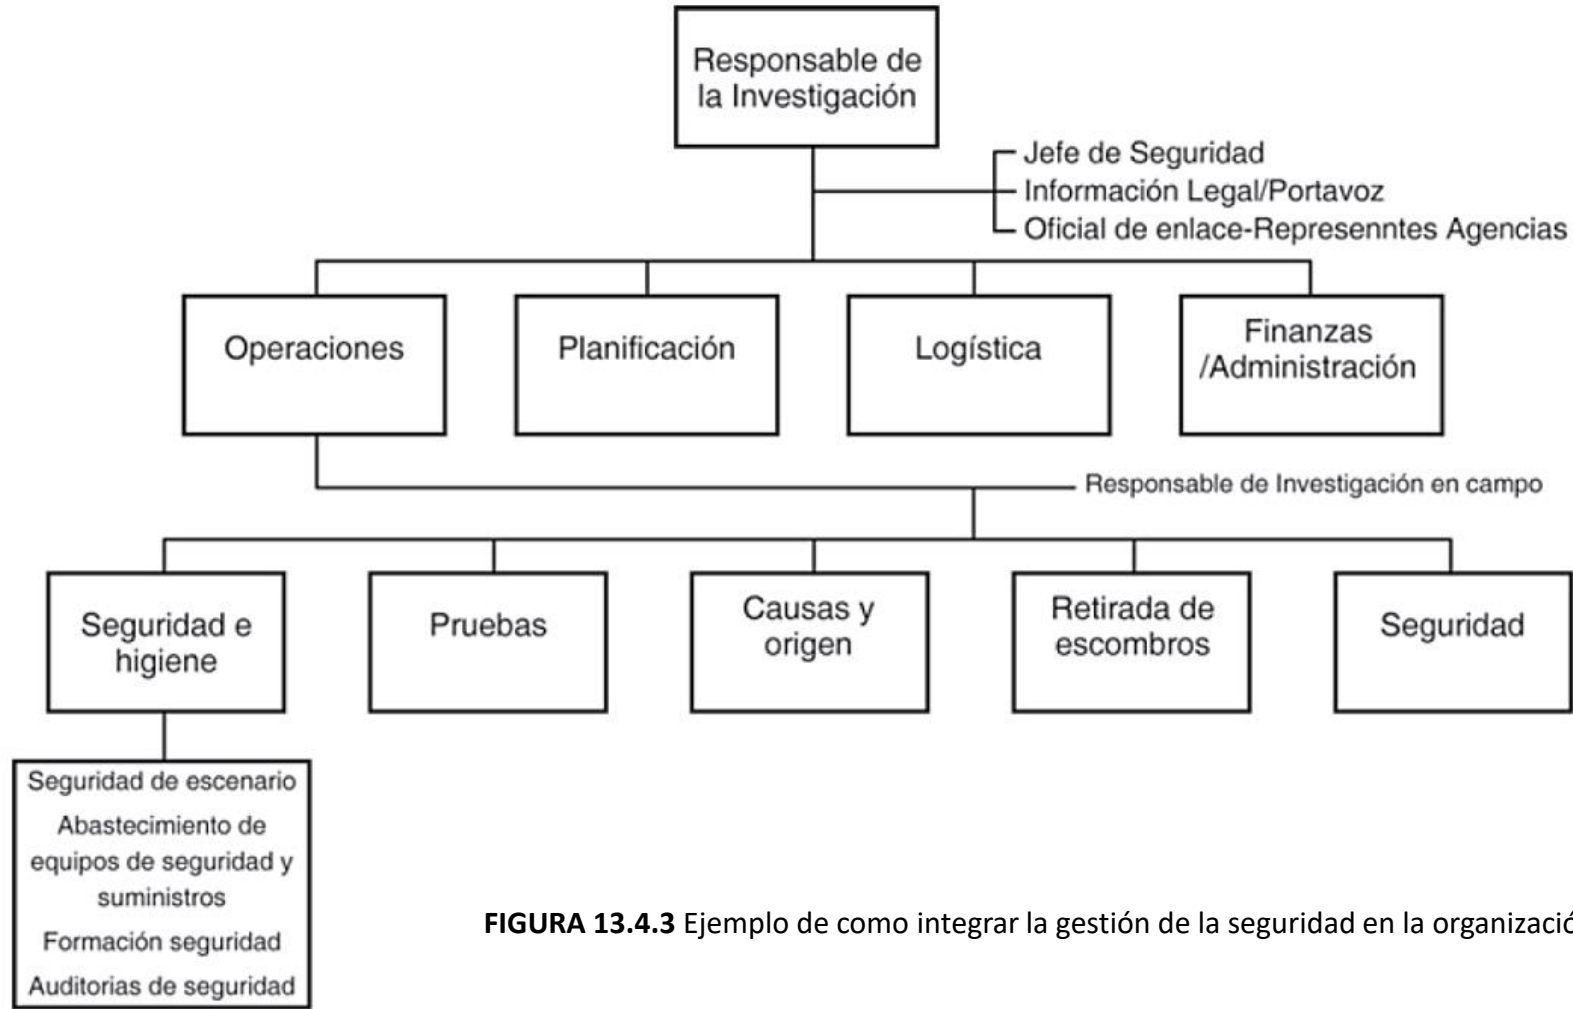 Responsable de
la Investigación
Jefe de Seguridad
Información Legal/Portavoz
Oficial de enlace-Represenntes Agencias
Operaciones
Planificación
Logística
Finanzas
/Administración
Responsable de Investigación en campo
Seguridad e
higiene
Pruebas
Causas y
origen
Retirada de
escombros
Seguridad
Seguridad de escenario
Abastecimiento de
equipos de seguridad y
suministros
Formación seguridad
Auditorias de seguridad
FIGURA 13.4.3 Ejemplo de como integrar la gestión de la seguridad en la organizació